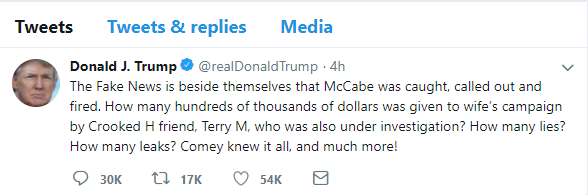 Tweets Tweets & replies Media
Donald J. Trump @realDonaldTrump · 4h
The Fake News is beside themselves that McCabe was caught, called out and
fired. How many hundreds of thousands of dollars was given to wife's campaign
by Crooked H friend, Terry M, who was also under investigation? How many lies?
How many leaks? Comey knew it all, and much more!
30K 17K 54K